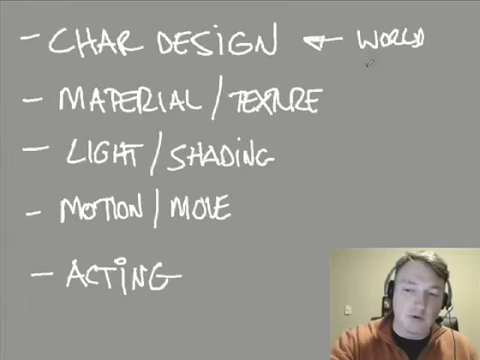 - CHAR DESIGN ← WORLD
- MATERIAL / TEXTURE
- LIGHT / SHADING
- MOTION / MOVE
- ACTING